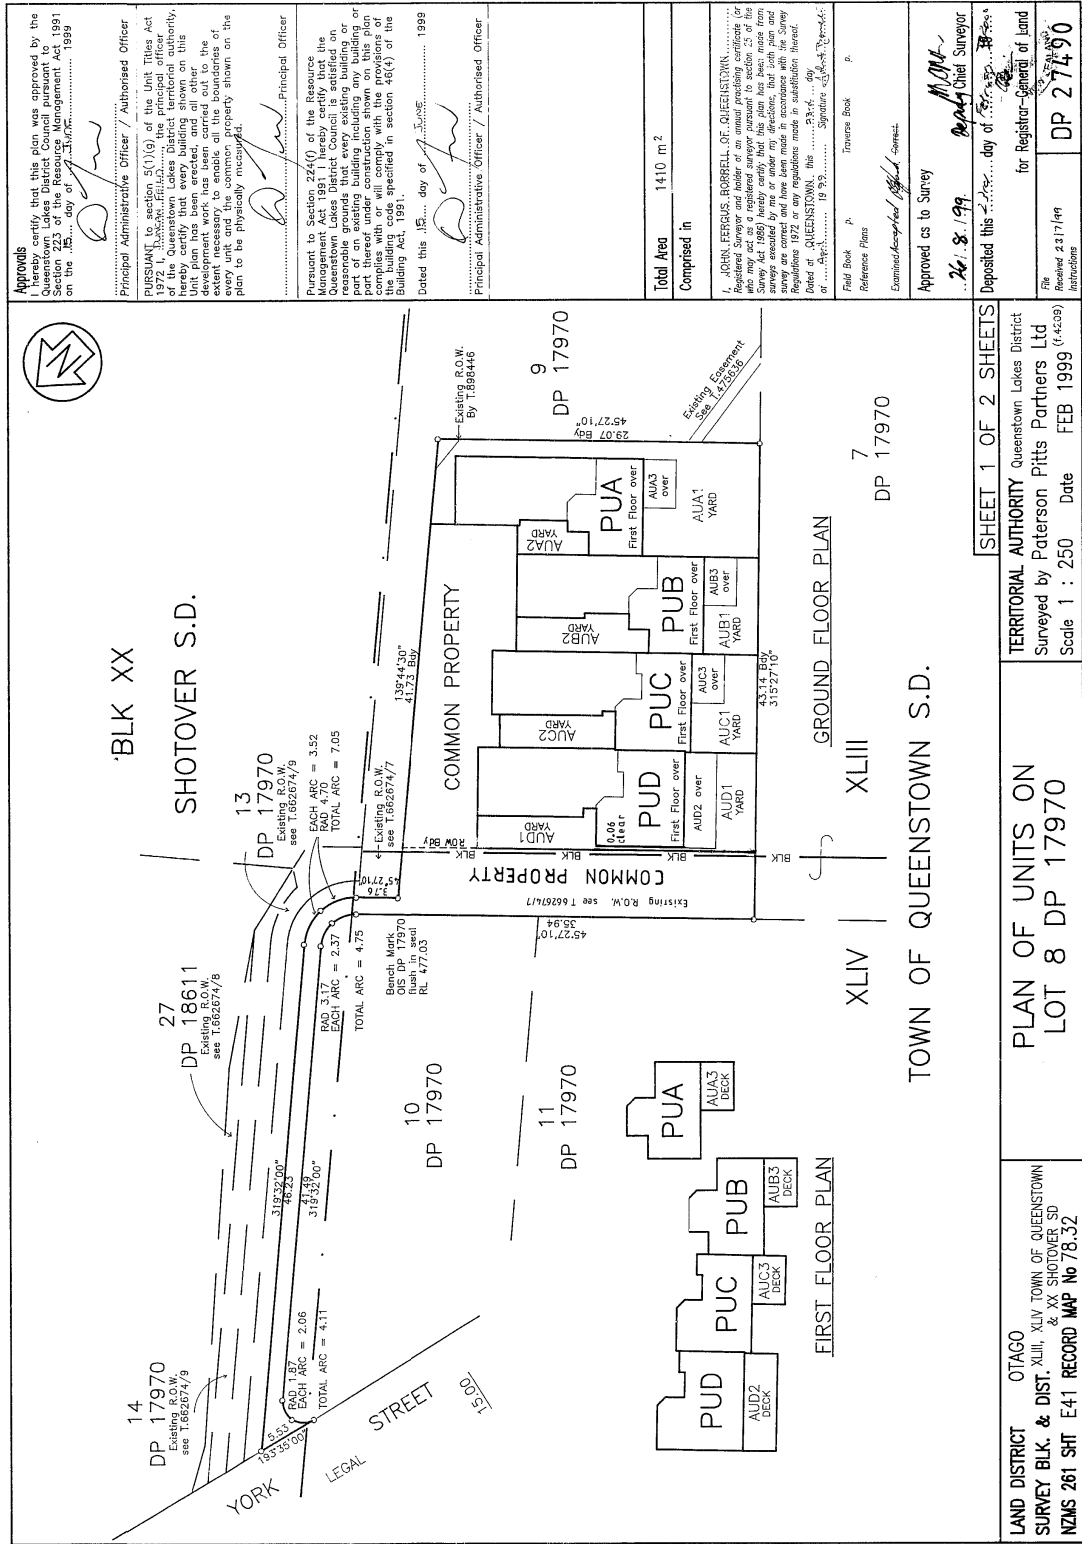 Approvals
I hereby certify that this plan was approved by the
Queenstown Lakes District Council pursuant to
Section 223 of the Resource Management Act 1991
on the 15 day of June 1999
Principal Administrative Officer / Authorised Officer
PURSUANT to section 5(1)(g) of the Unit Titles Act
1972 I, , the principal officer
of the Queenstown Lakes District territorial authority,
hereby certify that every building shown on this
Unit plan has been erected, and all other
development work has been carried out to the
extent necessary to enable all the boundaries of
every unit and the common property shown on the
plan to be physically measured.
Principal Officer
Pursuant to Section 224(f) of the Resource
Management Act 1991 I hereby certify that the
Queenstown Lakes District Council is satisfied on
reasonable grounds that every existing building or
part of an existing building including any building or
part thereof under construction shown on this plan
complies with or will comply with the provisions of
the building code specified in section 46(4) of the
Building Act, 1991.
Dated this 15 day of June 1999
Principal Administrative Officer / Authorised Officer
Total Area 1410 m²
Comprised in
I, JOHN FERGUS BORRELL OF QUEENSTOWN
Registered Surveyor and holder of an annual practising certificate (or
who may act as a registered surveyor pursuant to section 25 of the
Survey Act 1986) hereby certify that this plan has been made from
surveys executed by me or under my directions, that both plan and
survey are correct and have been made in accordance with the Survey
Regulations 1972 or any regulations made in substitution thereof.
Dated at QUEENSTOWN this 23rd day
of April 1999 Signature
Field Book p. Traverse Book p.
Reference Plans
Examined Accepted Correct
Approved as to Survey
26.8.199 Deputy Chief Surveyor
Deposited this day of
for Registrar-General of Land
File
Received 23/7/99
Instructions
DP 27490
'BLK XX
SHOTOVER S.D.
14
DP 17970
Existing R.O.W.
see T.662674/9
27
DP 18611
Existing R.O.W.
see T.662674/8
13
DP 17970
Existing R.O.W.
see T.662674/9
EACH ARC = 3.52
RAD 4.70
TOTAL ARC = 7.05
Existing R.O.W.
see T.662674/7
139°44'30"
41.73 Bdy
Existing R.O.W.
By T.898446
9
DP 17970
45°27'10"
29.07 Bdy
Existing Easement
See T.475636
319°32'00"
46.23
41.49
319°32'00"
RAD 1.87
EACH ARC = 2.06
TOTAL ARC = 4.11
5.53
193°35'00"
YORK STREET
LEGAL
15.00
RAD 3.17
EACH ARC = 2.37
TOTAL ARC = 4.75
3.76
45°27'10"
Bench Mark
OIS DP 17970
flush in seal
RL 477.03
10
DP 17970
11
DP 17970
45°27'10"
35.94
Existing R.O.W. see T.662674/7
COMMON PROPERTY
ROW Bdy
BLK BLK BLK BLK BLK
COMMON PROPERTY
AUD1
YARD
0.06
clear
PUD
First Floor over
AUD2 over
AUD1
YARD
AUC2
YARD
PUC
First Floor over
AUC3
over
AUC1
YARD
AUB2
YARD
PUB
First Floor over
AUB3
over
AUB1
YARD
AUA2
YARD
PUA
First Floor over
AUA3
over
AUA1
YARD
43.14 Bdy
315°27'10"
7
DP 17970
GROUND FLOOR PLAN
XLIV XLIII
TOWN OF QUEENSTOWN S.D.
PUD
AUD2
DECK
PUC
AUC3
DECK
PUB
AUB3
DECK
PUA
AUA3
DECK
FIRST FLOOR PLAN
SHEET 1 OF 2 SHEETS
LAND DISTRICT OTAGO
SURVEY BLK. & DIST. XLIII, XLIV TOWN OF QUEENSTOWN
& XX SHOTOVER SD
NZMS 261 SHT E41 RECORD MAP No 78.32
PLAN OF UNITS ON
LOT 8 DP 17970
TERRITORIAL AUTHORITY Queenstown Lakes District
Surveyed by Paterson Pitts Partners Ltd
Scale 1 : 250 Date FEB 1999 (f.4209)